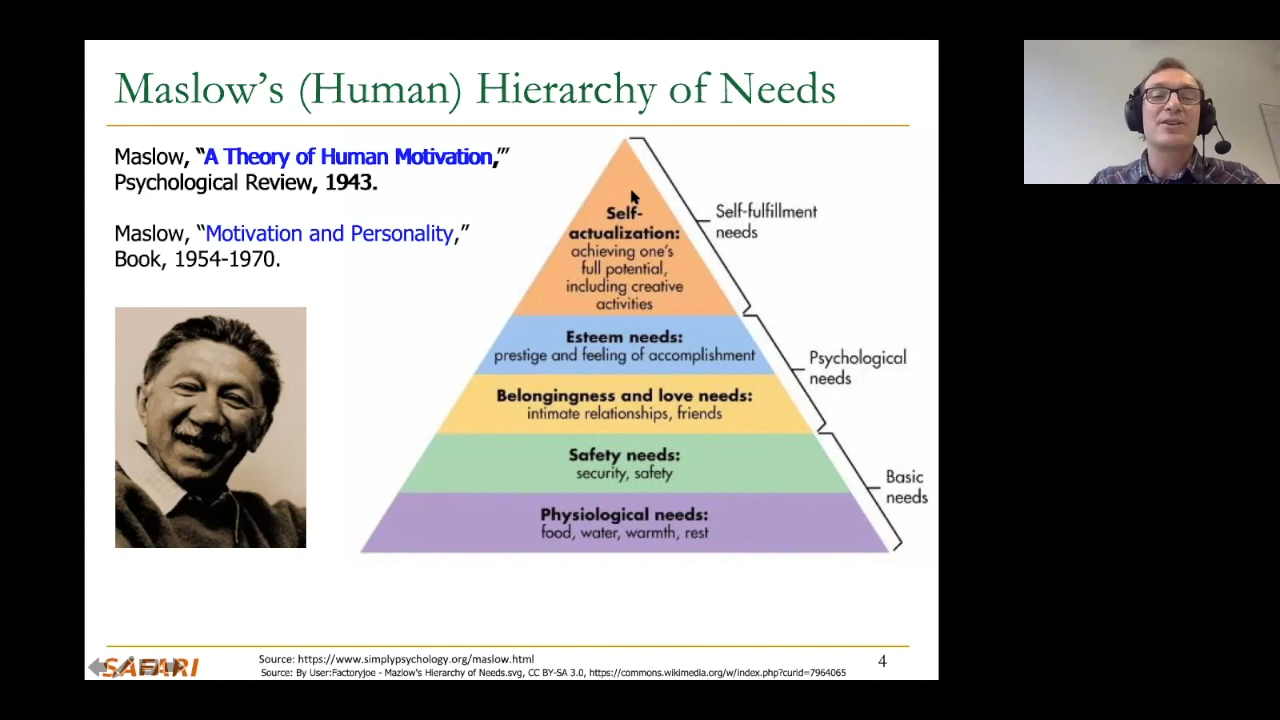 Maslow's (Human) Hierarchy of Needs
Maslow, “A Theory of Human Motivation,”’
Psychological Review, 1943.
Maslow, “Motivation and Personality,”
Book, 1954-1970.
Self-
actualization:
achieving one's
full potential,
including creative
activities
Esteem needs:
prestige and feeling of accomplishment
Belongingness and love needs:
intimate relationships, friends
Safety needs:
security, safety
Physiological needs:
food, water, warmth, rest
Self-fulfillment
needs
Psychological
needs
Basic
needs
SAFARI
Source: https://www.simplypsychology.org/maslow.html
Source: By User:Factoryjoe - Mazlow's Hierarchy of Needs.svg, CC BY-SA 3.0, https://commons.wikimedia.org/w/index.php?curid=7964065
4